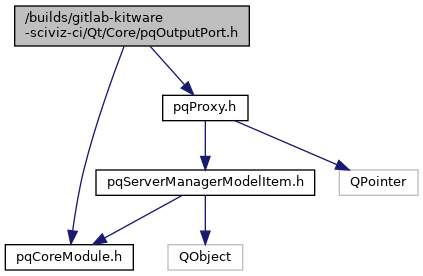 /builds/gitlab-kitware
-sciviz-ci/Qt/Core/pqOutputPort.h
pqProxy.h
pqServerManagerModelItem.h
QPointer
pqCoreModule.h
QObject